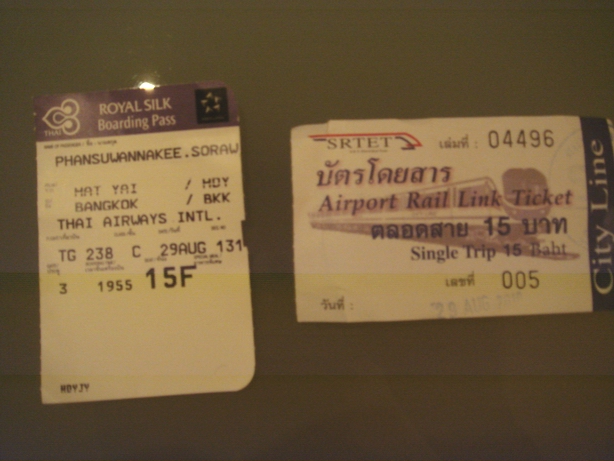 THAI
ROYAL SILK
Boarding Pass
PHANSUWANNAKEE.SORAW
HAT YAI / HDY
BANGKOK / BKK
THAI AIRWAYS INTL.
TG 238 C 29AUG 131
3 1955 15F
HDYJY
SRTET
เล่มที่ : 04496
บัตรโดยสาร
Airport Rail Link Ticket
ตลอดสาย 15 บาท
Single Trip 15 Baht
เลขที่ 005
วันที่ :
29 AUG
City Line